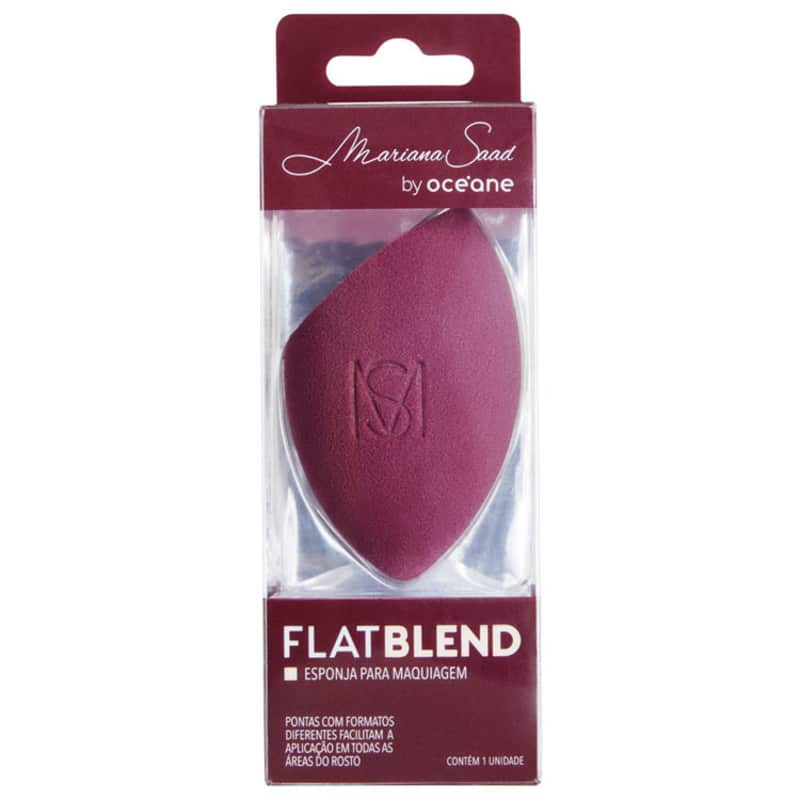 Mariana Saad
by océane
MS
FLATBLEND
ESPONJA PARA MAQUIAGEM
PONTAS COM FORMATOS
DIFERENTES FACILITAM A
APLICAÇÃO EM TODAS AS
ÁREAS DO ROSTO
CONTÉM 1 UNIDADE